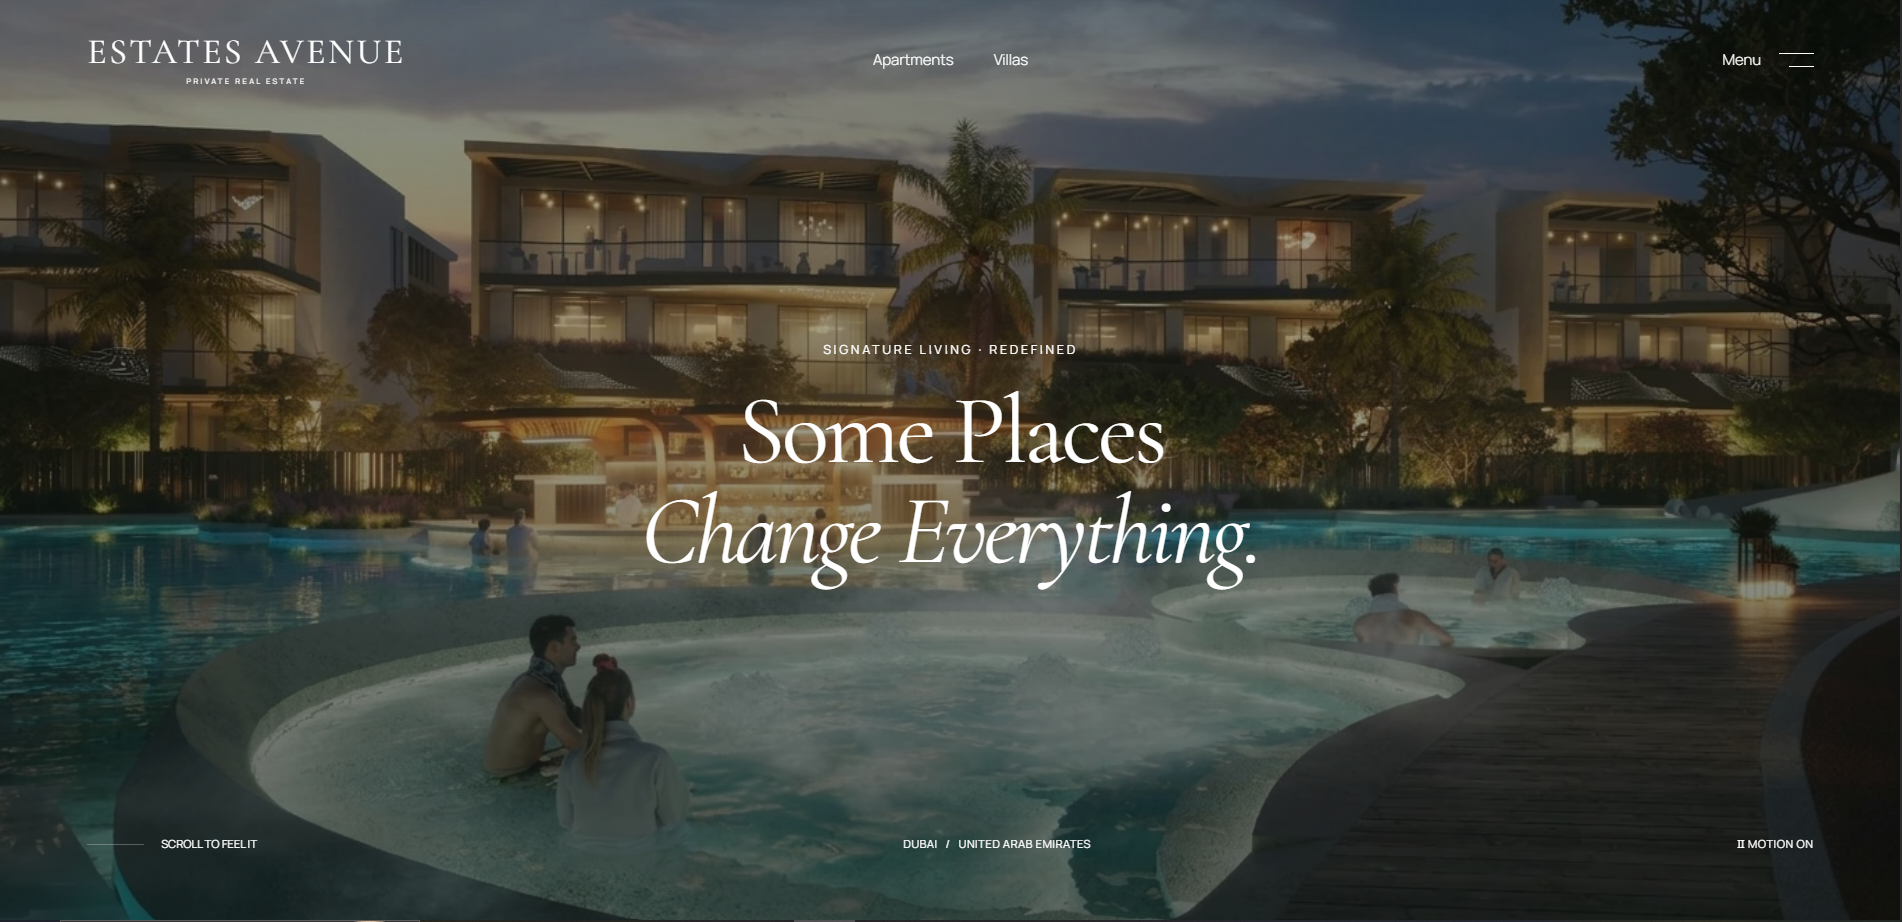 ESTATES AVENUE
PRIVATE REAL ESTATE
Apartments Villas
Menu
SIGNATURE LIVING · REDEFINED
Some Places
Change Everything.
SCROLL TO FEEL IT
DUBAI / UNITED ARAB EMIRATES
II MOTION ON